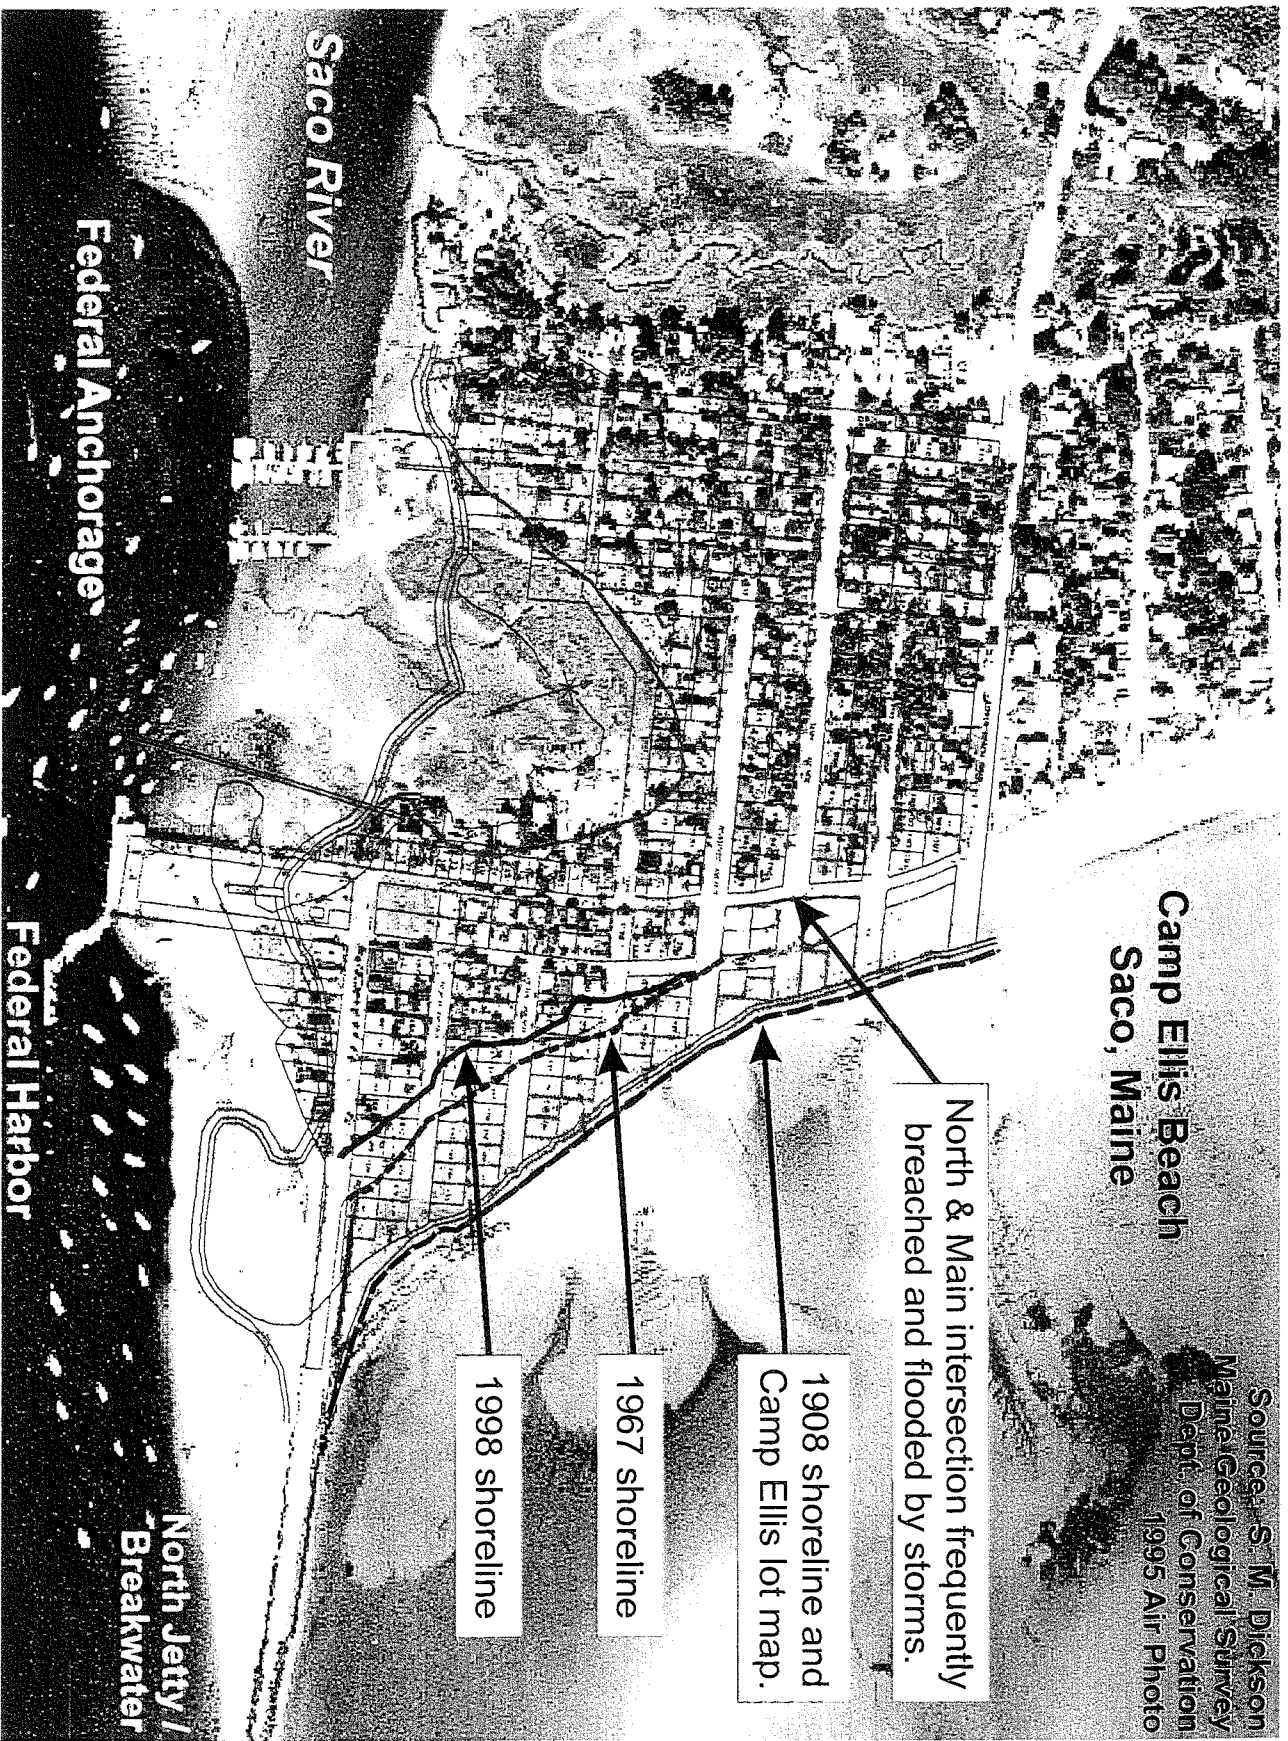 Camp Ellis Beach
Saco, Maine
Source: S. M. Dickson
Maine Geological Survey
Dept. of Conservation
1995 Air Photo
North & Main intersection frequently
breached and flooded by storms.
1908 shoreline and
Camp Ellis lot map.
1967 shoreline
1998 shoreline
Saco River
Federal Anchorage
Federal Harbor
North Jetty /
Breakwater